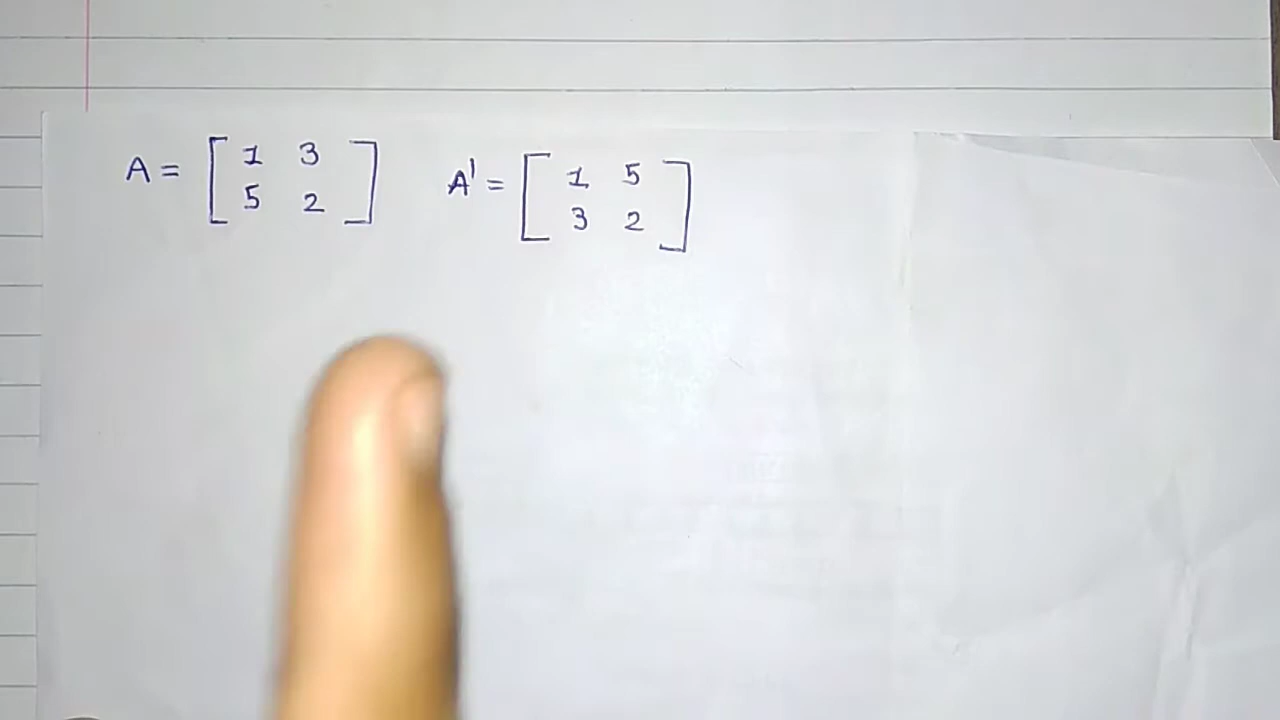 A = [ 1 3 ] A' = [ 1 5 ]
[ 5 2 ] [ 3 2 ]